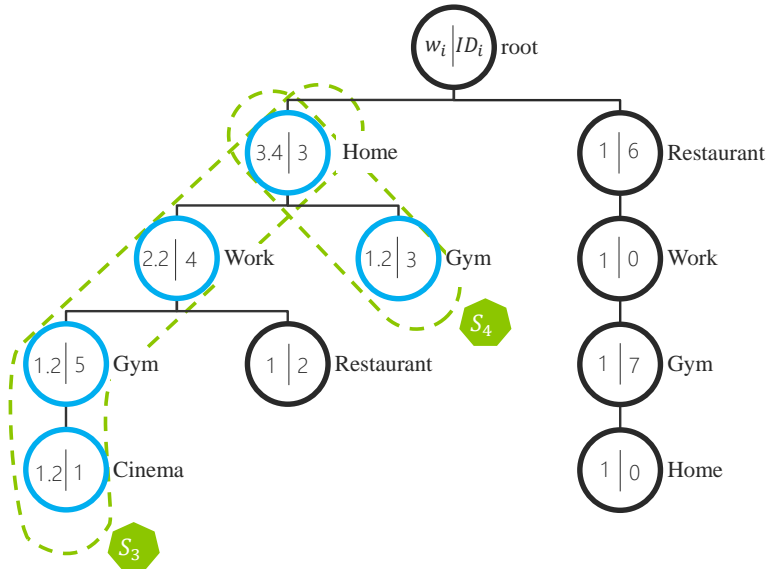 w_i | ID_i root
3.4 | 3 Home
1 | 6 Restaurant
2.2 | 4 Work
1.2 | 3 Gym
1 | 0 Work
S_4
1.2 | 5 Gym
1 | 2 Restaurant
1 | 7 Gym
1.2 | 1 Cinema
1 | 0 Home
S_3